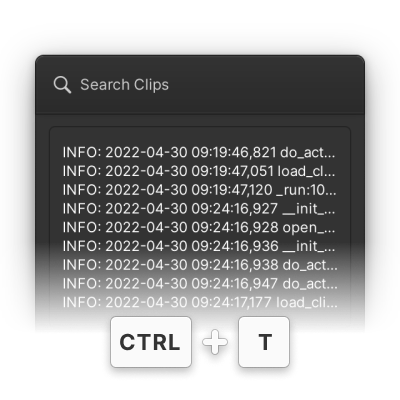 Search Clips
INFO: 2022-04-30 09:19:46,821 do_act...
INFO: 2022-04-30 09:19:47,051 load_cl...
INFO: 2022-04-30 09:19:47,120 _run:10...
INFO: 2022-04-30 09:24:16,927 __init_...
INFO: 2022-04-30 09:24:16,928 open_...
INFO: 2022-04-30 09:24:16,936 __init_...
INFO: 2022-04-30 09:24:16,938 do_act...
INFO: 2022-04-30 09:24:16,947 do_act...
INFO: 2022-04-30 09:24:17,177 load_cli...
CTRL + T